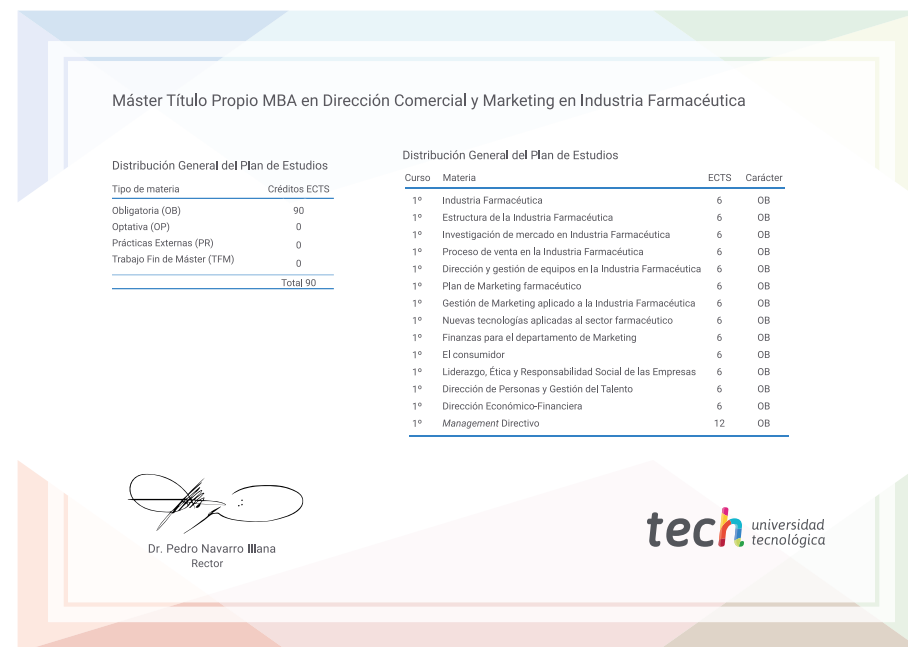 Máster Título Propio MBA en Dirección Comercial y Marketing en Industria Farmacéutica
Distribución General del Plan de Estudios
Tipo de materia Créditos ECTS
Obligatoria (OB) 90
Optativa (OP) 0
Prácticas Externas (PR) 0
Trabajo Fin de Máster (TFM) 0
Total 90
Distribución General del Plan de Estudios
Curso Materia ECTS Carácter
1º Industria Farmacéutica 6 OB
1º Estructura de la Industria Farmacéutica 6 OB
1º Investigación de mercado en Industria Farmacéutica 6 OB
1º Proceso de venta en la Industria Farmacéutica 6 OB
1º Dirección y gestión de equipos en la Industria Farmacéutica 6 OB
1º Plan de Marketing farmacéutico 6 OB
1º Gestión de Marketing aplicado a la Industria Farmacéutica 6 OB
1º Nuevas tecnologías aplicadas al sector farmacéutico 6 OB
1º Finanzas para el departamento de Marketing 6 OB
1º El consumidor 6 OB
1º Liderazgo, Ética y Responsabilidad Social de las Empresas 6 OB
1º Dirección de Personas y Gestión del Talento 6 OB
1º Dirección Económico-Financiera 6 OB
1º Management Directivo 12 OB
Dr. Pedro Navarro Illana
Rector
tech universidad
tecnológica